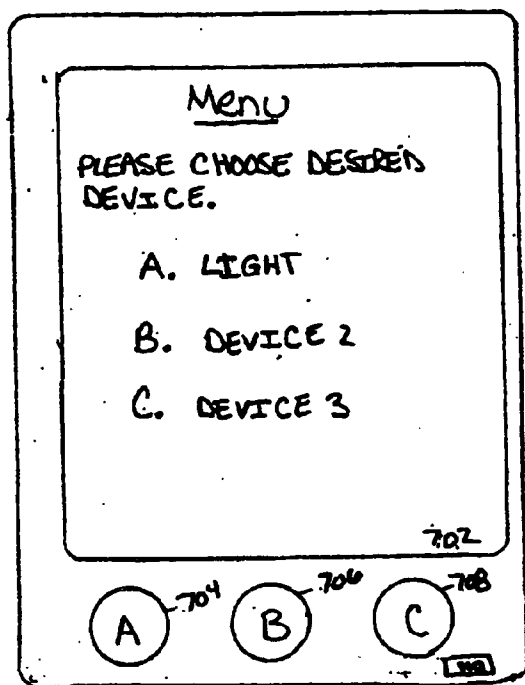 Menu
PLEASE CHOOSE DESIRED
DEVICE.
A. LIGHT
B. DEVICE 2
C. DEVICE 3
702
704 706 708
A B C